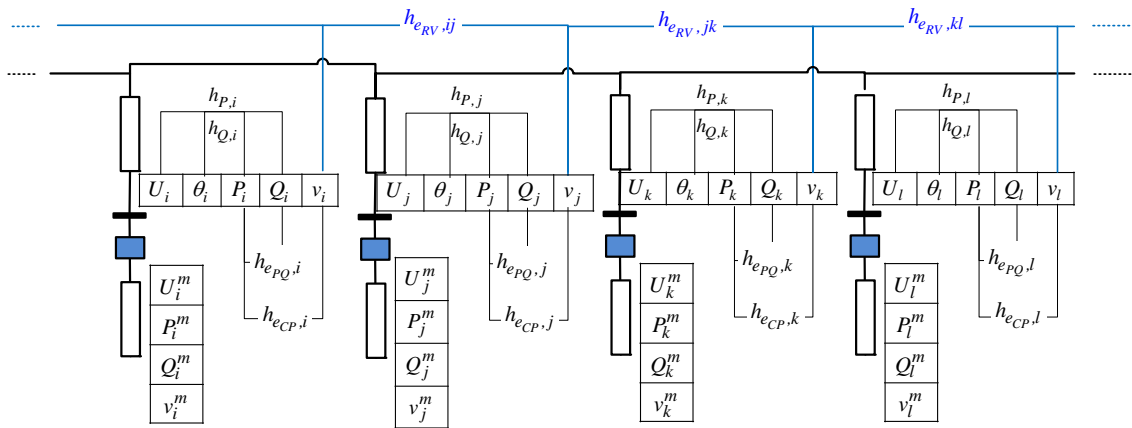 h_{e_{RV},ij} h_{e_{RV},jk} h_{e_{RV},kl}
h_{P,i} h_{P,j} h_{P,k} h_{P,l}
h_{Q,i} h_{Q,j} h_{Q,k} h_{Q,l}
U_i θ_i P_i Q_i v_i U_j θ_j P_j Q_j v_j U_k θ_k P_k Q_k v_k U_l θ_l P_l Q_l v_l
h_{e_{PQ},i} h_{e_{PQ},j} h_{e_{PQ},k} h_{e_{PQ},l}
U_i^m U_j^m U_k^m U_l^m
h_{e_{CP},i} h_{e_{CP},j} h_{e_{CP},k} h_{e_{CP},l}
P_i^m P_j^m P_k^m P_l^m
Q_i^m Q_j^m Q_k^m Q_l^m
v_i^m v_j^m v_k^m v_l^m